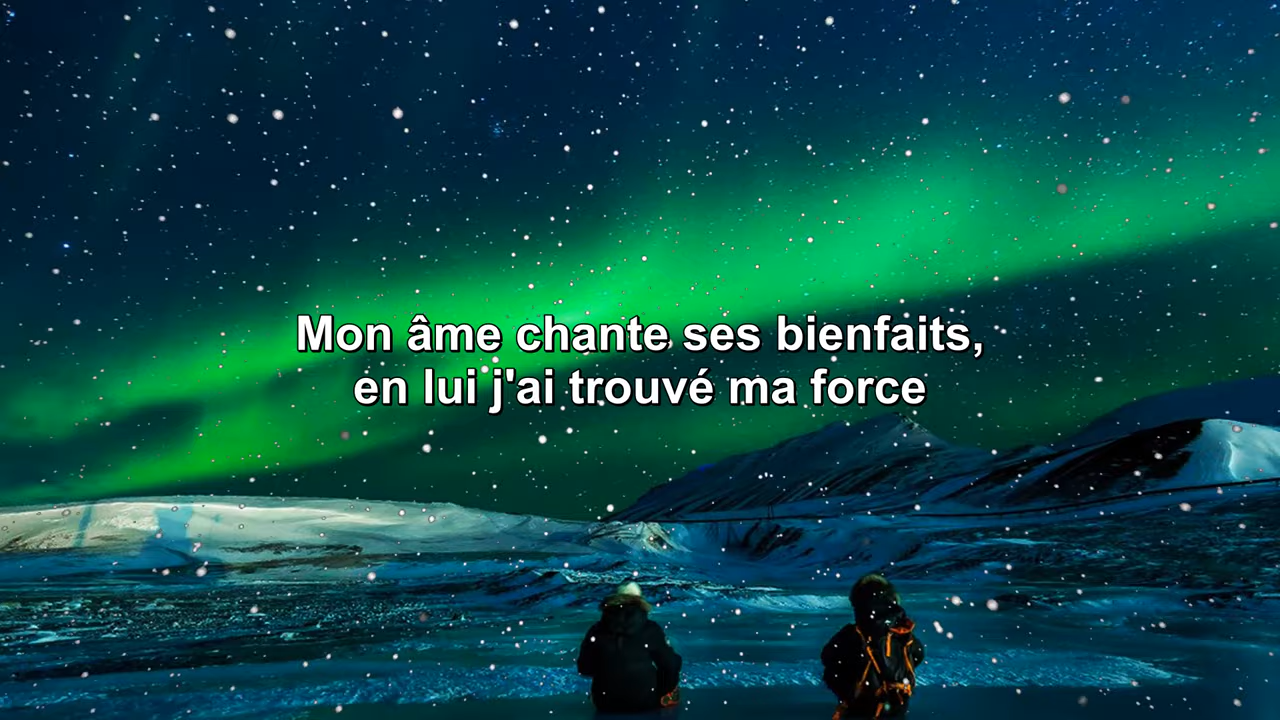 Mon âme chante ses bienfaits,
en lui j'ai trouvé ma force